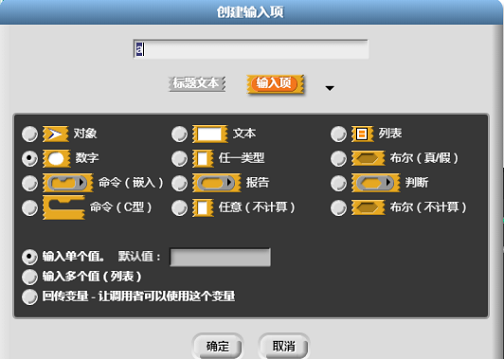 创建输入项
标题文本 输入项
对象 文本 列表
数字 任一类型 布尔(真/假)
命令(嵌入) 报告 判断
命令(C型) 任意(不计算) 布尔(不计算)
输入单个值。 默认值:
输入多个值(列表)
回传变量 - 让调用者可以使用这个变量
确定 取消